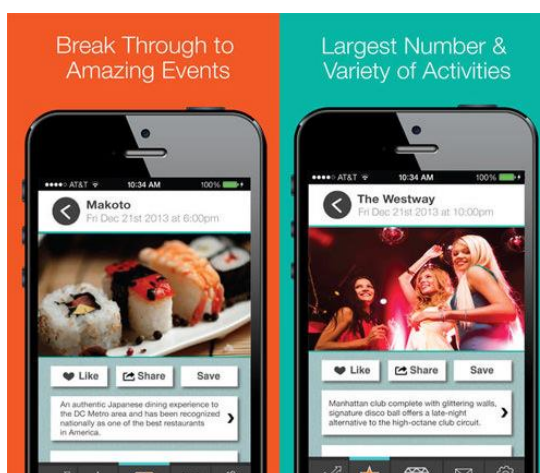 Break Through to
Amazing Events
AT&T 10:34 AM 100%
Makoto
Fri Dec 21st 2013 at 6:00pm
Like Share Save
An authentic Japanese dining experience to
the DC Metro area and has been recognized
nationally as one of the best restaurants
in America.
Largest Number &
Variety of Activities
AT&T 10:34 AM 100%
The Westway
Fri Dec 21st 2013 at 10:00pm
Like Share Save
Manhattan club complete with glittering walls,
signature disco ball offers a late-night
alternative to the high-octane club circuit.